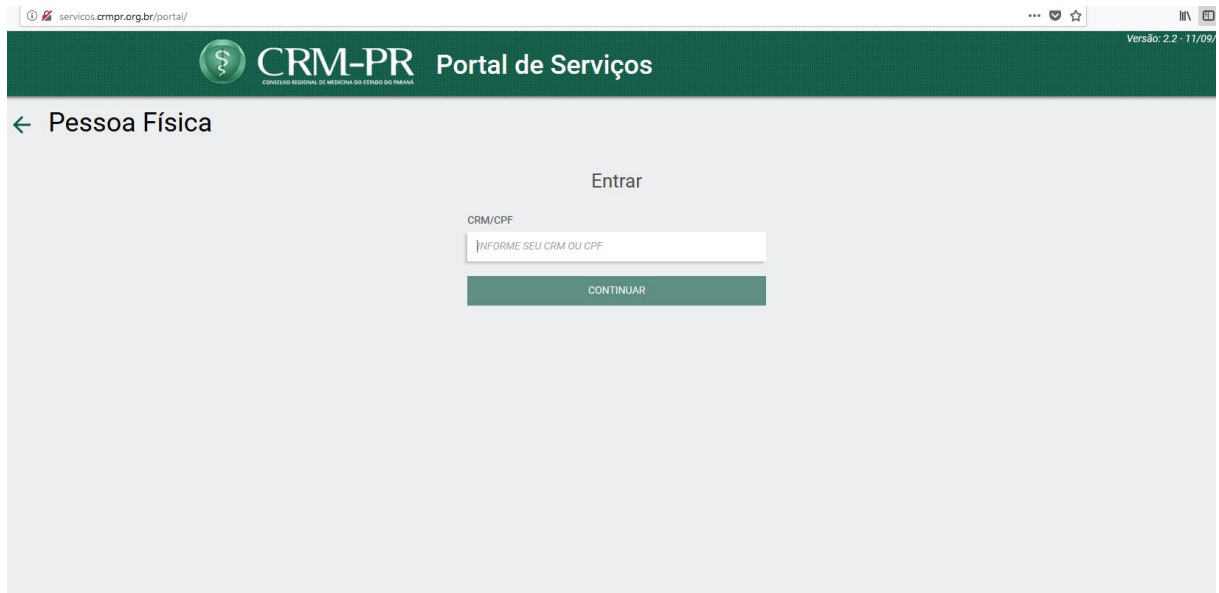 servicos.crmpr.org.br/portal/
Versão: 2.2 - 11/09/
CRM-PR Portal de Serviços
CONSELHO REGIONAL DE MEDICINA DO ESTADO DO PARANÁ
Pessoa Física
Entrar
CRM/CPF
INFORME SEU CRM OU CPF
CONTINUAR